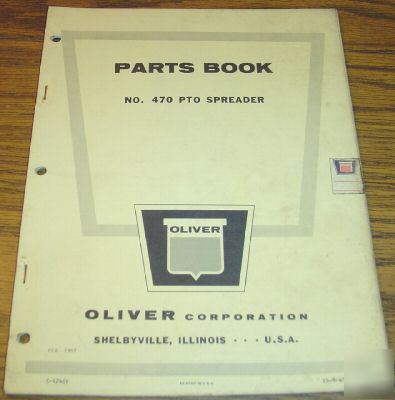 PARTS BOOK
NO. 470 PTO SPREADER
OLIVER
OLIVER CORPORATION
SHELBYVILLE, ILLINOIS · · · U.S.A.